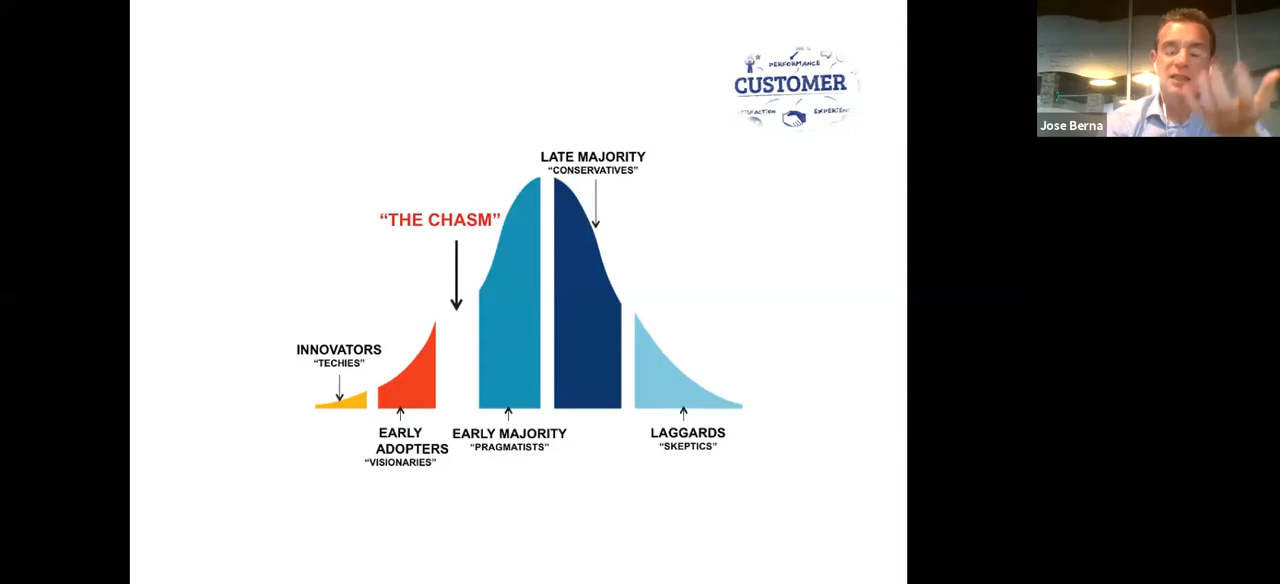 PERFORMANCE
CUSTOMER
Jose Berna
LATE MAJORITY
“CONSERVATIVES”
“THE CHASM”
INNOVATORS
“TECHIES”
EARLY
ADOPTERS
“VISIONARIES”
EARLY MAJORITY
“PRAGMATISTS”
LAGGARDS
“SKEPTICS”